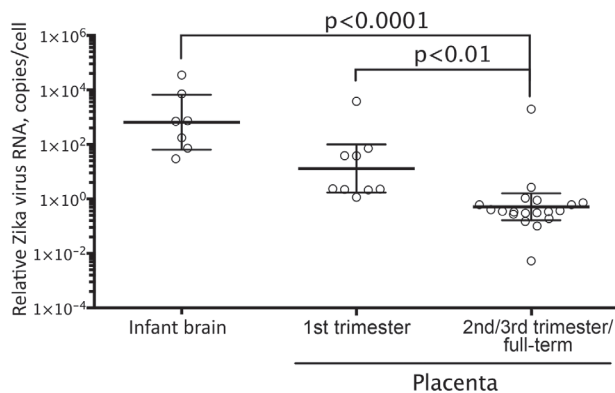 p<0.0001
p<0.01
Relative Zika virus RNA, copies/cell
1×10⁶
1×10⁴
1×10²
1×10⁰
1×10⁻²
1×10⁻⁴
Infant brain
1st trimester
2nd/3rd trimester/
full-term
Placenta